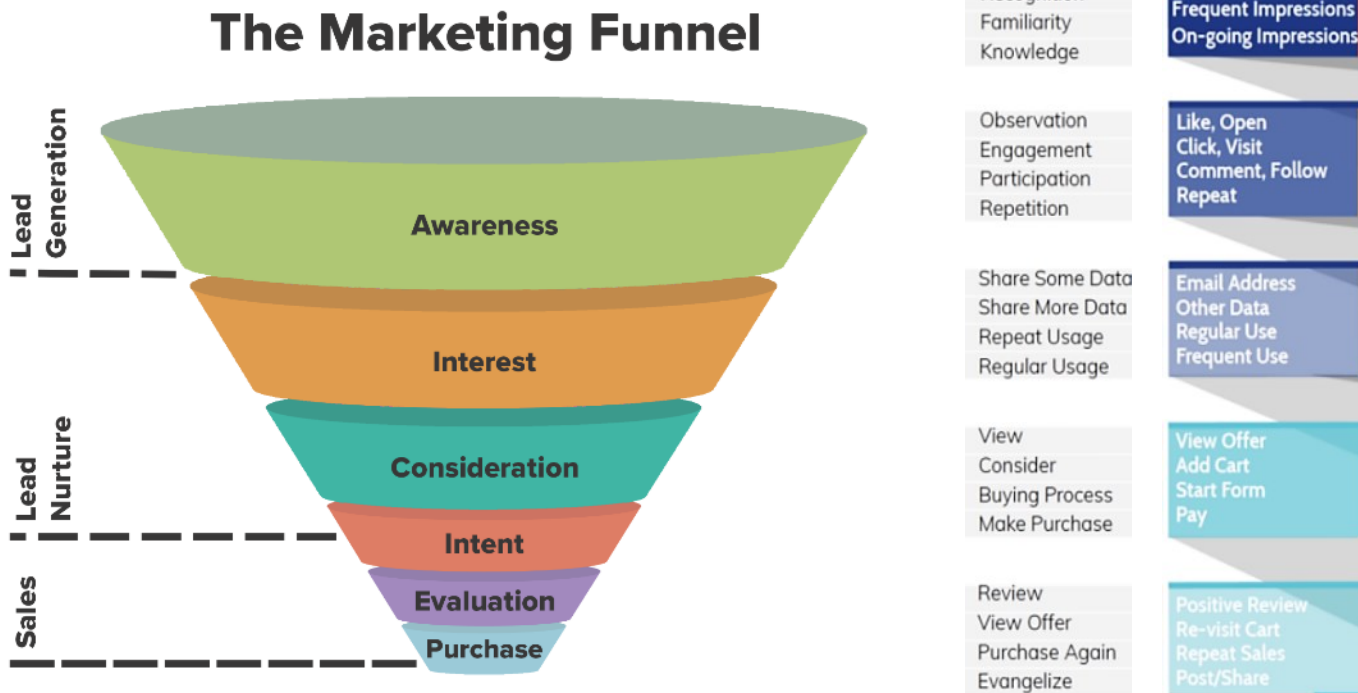 The Marketing Funnel
Lead
Generation
Awareness
Interest
Lead
Nurture
Consideration
Intent
Sales
Evaluation
Purchase
Familiarity
Knowledge
Frequent Impressions
On-going Impressions
Observation
Engagement
Participation
Repetition
Like, Open
Click, Visit
Comment, Follow
Repeat
Share Some Data
Share More Data
Repeat Usage
Regular Usage
Email Address
Other Data
Regular Use
Frequent Use
View
Consider
Buying Process
Make Purchase
View Offer
Add Cart
Start Form
Pay
Review
View Offer
Purchase Again
Evangelize
Positive Review
Re-visit Cart
Repeat Sales
Post/Share